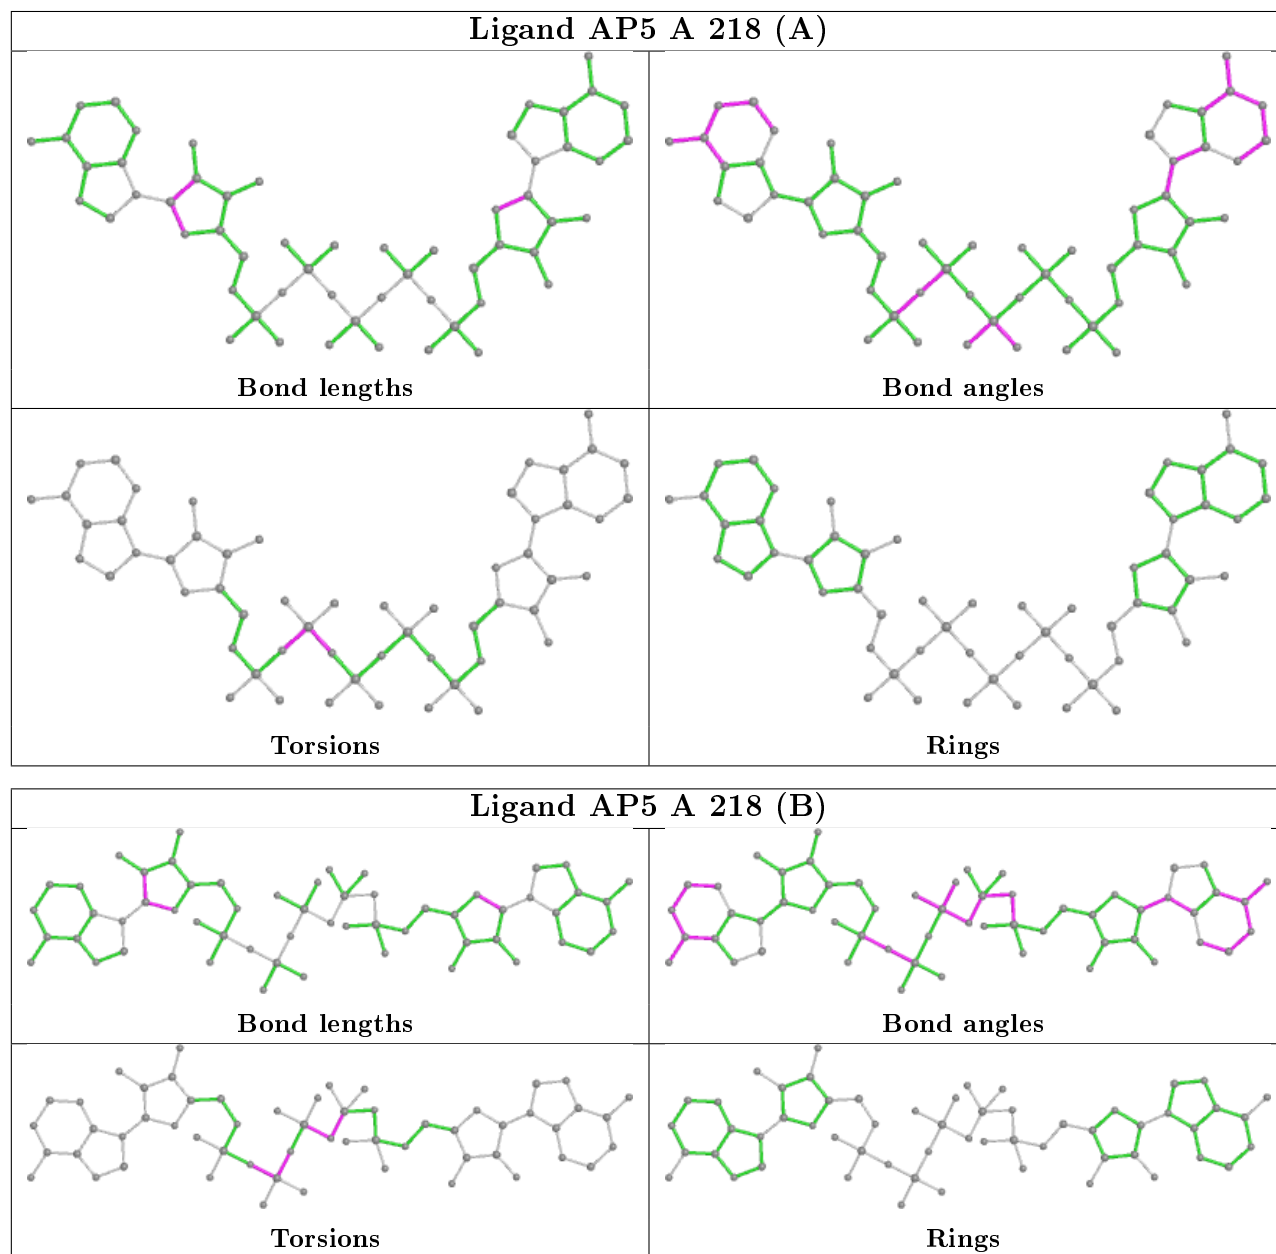 Ligand AP5 A 218 (A)
Bond lengths
Bond angles
Torsions
Rings
Ligand AP5 A 218 (B)
Bond lengths
Bond angles
Torsions
Rings